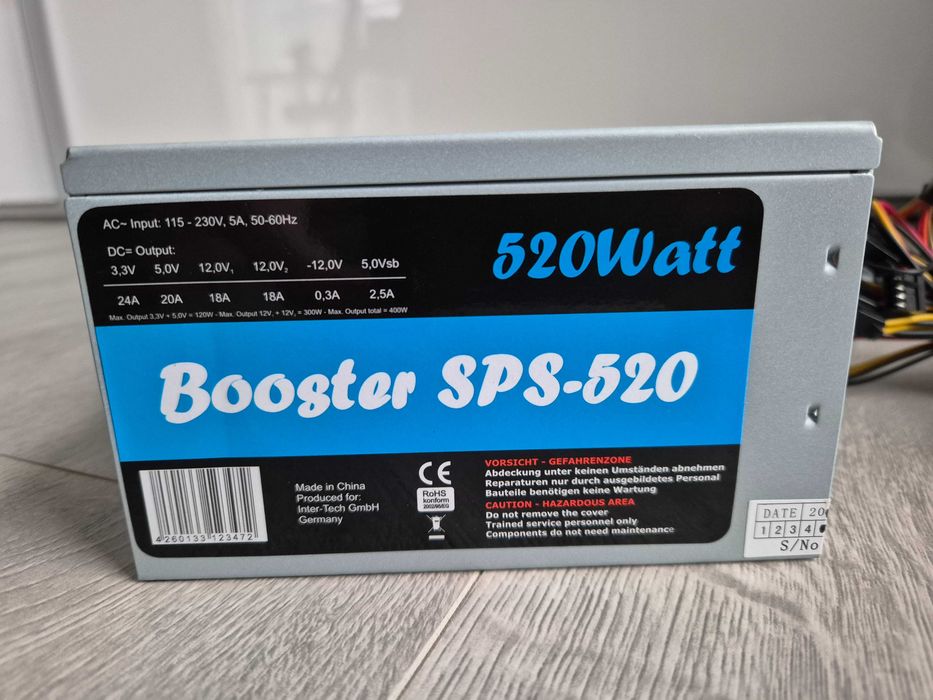 AC~ Input: 115 - 230V, 5A, 50-60Hz
DC= Output:
3,3V 5,0V 12,0V₁ 12,0V₂ -12,0V 5,0Vsb
24A 20A 18A 18A 0,3A 2,5A
Max. Output 3,3V + 5,0V = 120W - Max. Output 12V₁ + 12V₂ = 300W - Max. Output total = 400W
520Watt
Booster SPS-520
4260133123472
Made in China
Produced for:
Inter-Tech GmbH
Germany
CE
RoHS
konform
2002/95/EG
VORSICHT - GEFAHRENZONE
Abdeckung unter keinen Umständen abnehmen
Reparaturen nur durch ausgebildetes Personal
Bauteile benötigen keine Wartung
CAUTION - HAZARDOUS AREA
Do not remove the cover
Trained service personnel only
Components do not need maintenance
DATE 20
1 2 3 4
S/No